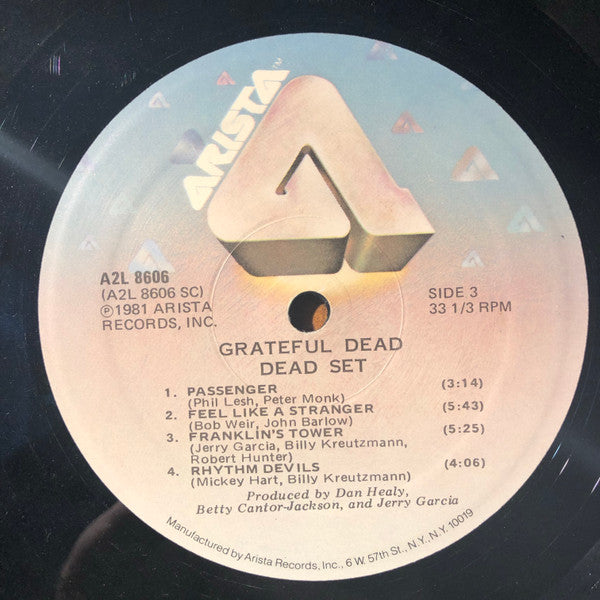 ARISTA™
A2L 8606
(A2L 8606 SC)
℗1981 ARISTA
RECORDS, INC.
SIDE 3
33 1/3 RPM
GRATEFUL DEAD
DEAD SET
1. PASSENGER (3:14)
(Phil Lesh, Peter Monk)
2. FEEL LIKE A STRANGER (5:43)
(Bob Weir, John Barlow)
3. FRANKLIN'S TOWER (5:25)
(Jerry Garcia, Billy Kreutzmann,
Robert Hunter)
4. RHYTHM DEVILS (4:06)
(Mickey Hart, Billy Kreutzmann)
Produced by Dan Healy,
Betty Cantor-Jackson, and Jerry Garcia
Manufactured by Arista Records, Inc., 6 W. 57th St., N.Y., N.Y. 10019